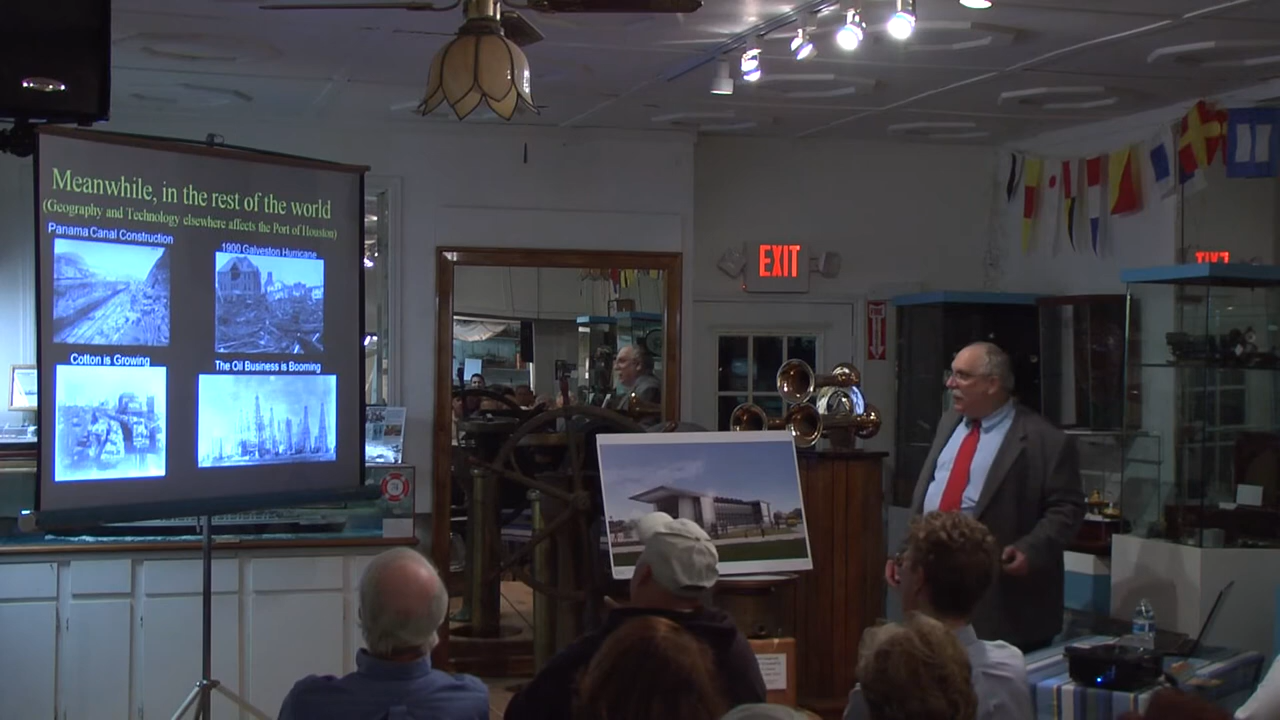 Meanwhile, in the rest of the world
(Geography and Technology elsewhere affects the Port of Houston)
Panama Canal Construction
1900 Galveston Hurricane
Cotton is Growing
The Oil Business is Booming
EXIT